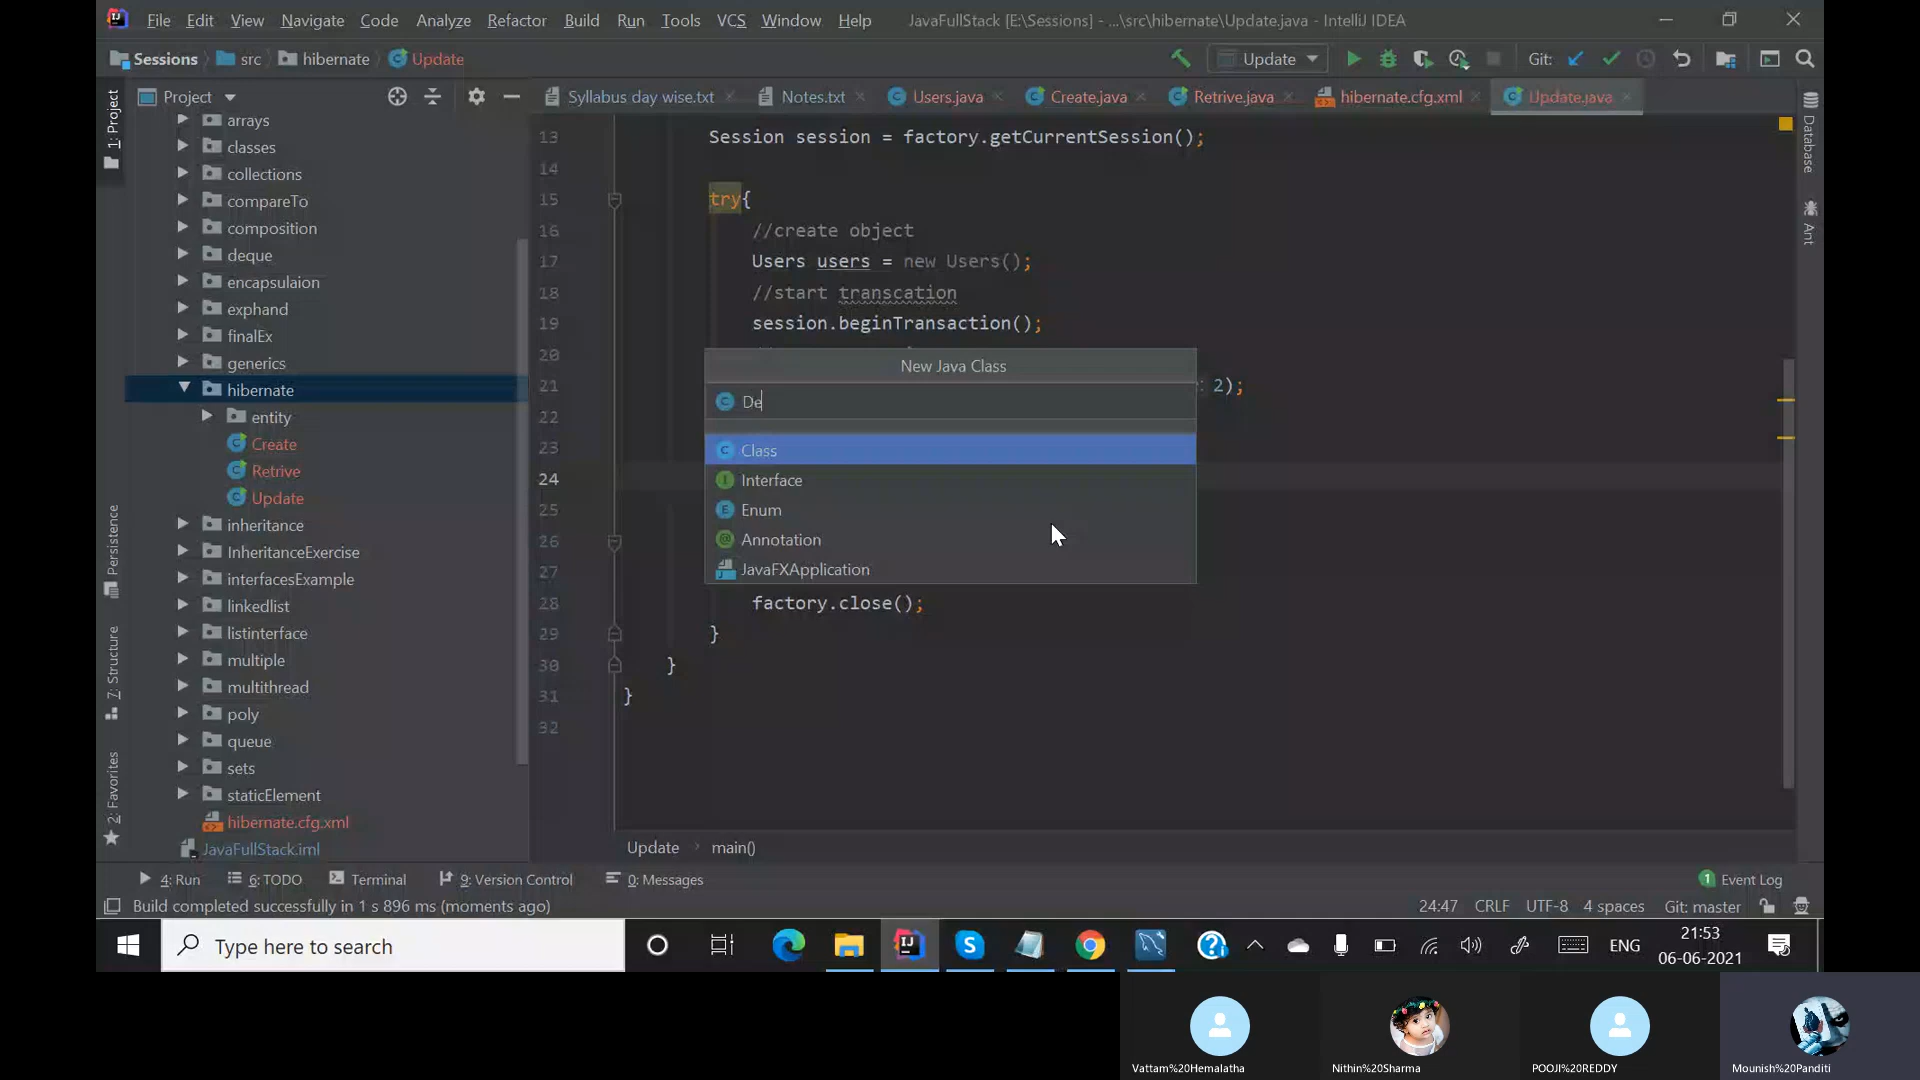 File Edit View Navigate Code Analyze Refactor Build Run Tools VCS Window Help JavaFullStack [E:\Sessions] - ...\src\hibernate\Update.java - IntelliJ IDEA
Sessions src hibernate Update Update Git:
Project Syllabus day wise.txt Notes.txt Users.java Create.java Retrive.java hibernate.cfg.xml Update.java
1: Project
Persistence
7: Structure
2: Favorites
arrays
classes
collections
compareTo
composition
deque
encapsulaion
exphand
finalEx
generics
hibernate
entity
Create
Retrive
Update
inheritance
InheritanceExercise
interfacesExample
linkedlist
listinterface
multiple
multithread
poly
queue
sets
staticElement
hibernate.cfg.xml
JavaFullStack.iml
13 Session session = factory.getCurrentSession();
14
15 try{
16 //create object
17 Users users = new Users();
18 //start transcation
19 session.beginTransaction();
20
21 : 2);
22
23
24
25
26
27
28 factory.close();
29 }
30 }
31 }
32
New Java Class
De
Class
Interface
Enum
Annotation
JavaFXApplication
Database
Ant
Update main()
4: Run 6: TODO Terminal 9: Version Control 0: Messages 1 Event Log
Build completed successfully in 1 s 896 ms (moments ago) 24:47 CRLF UTF-8 4 spaces Git: master
Type here to search ENG 21:53
06-06-2021
Vattam%20Hemalatha Nithin%20Sharma POOJI%20REDDY Mounish%20Panditi